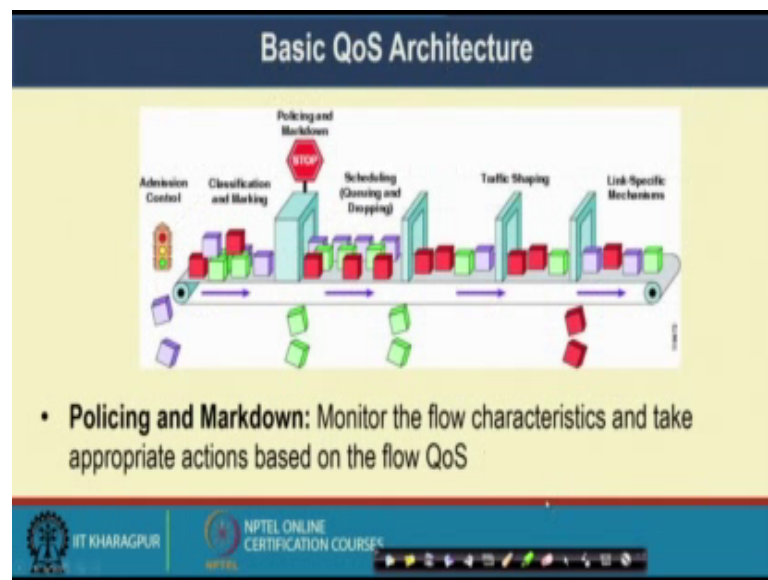 Basic QoS Architecture
Policing and
Markdown
STOP
Admission
Control
Classification
and Marking
Scheduling
(Queuing and
Dropping)
Traffic Shaping
Link-Specific
Mechanisms
• Policing and Markdown: Monitor the flow characteristics and take
appropriate actions based on the flow QoS
IIT KHARAGPUR
NPTEL ONLINE
CERTIFICATION COURSES
NPTEL